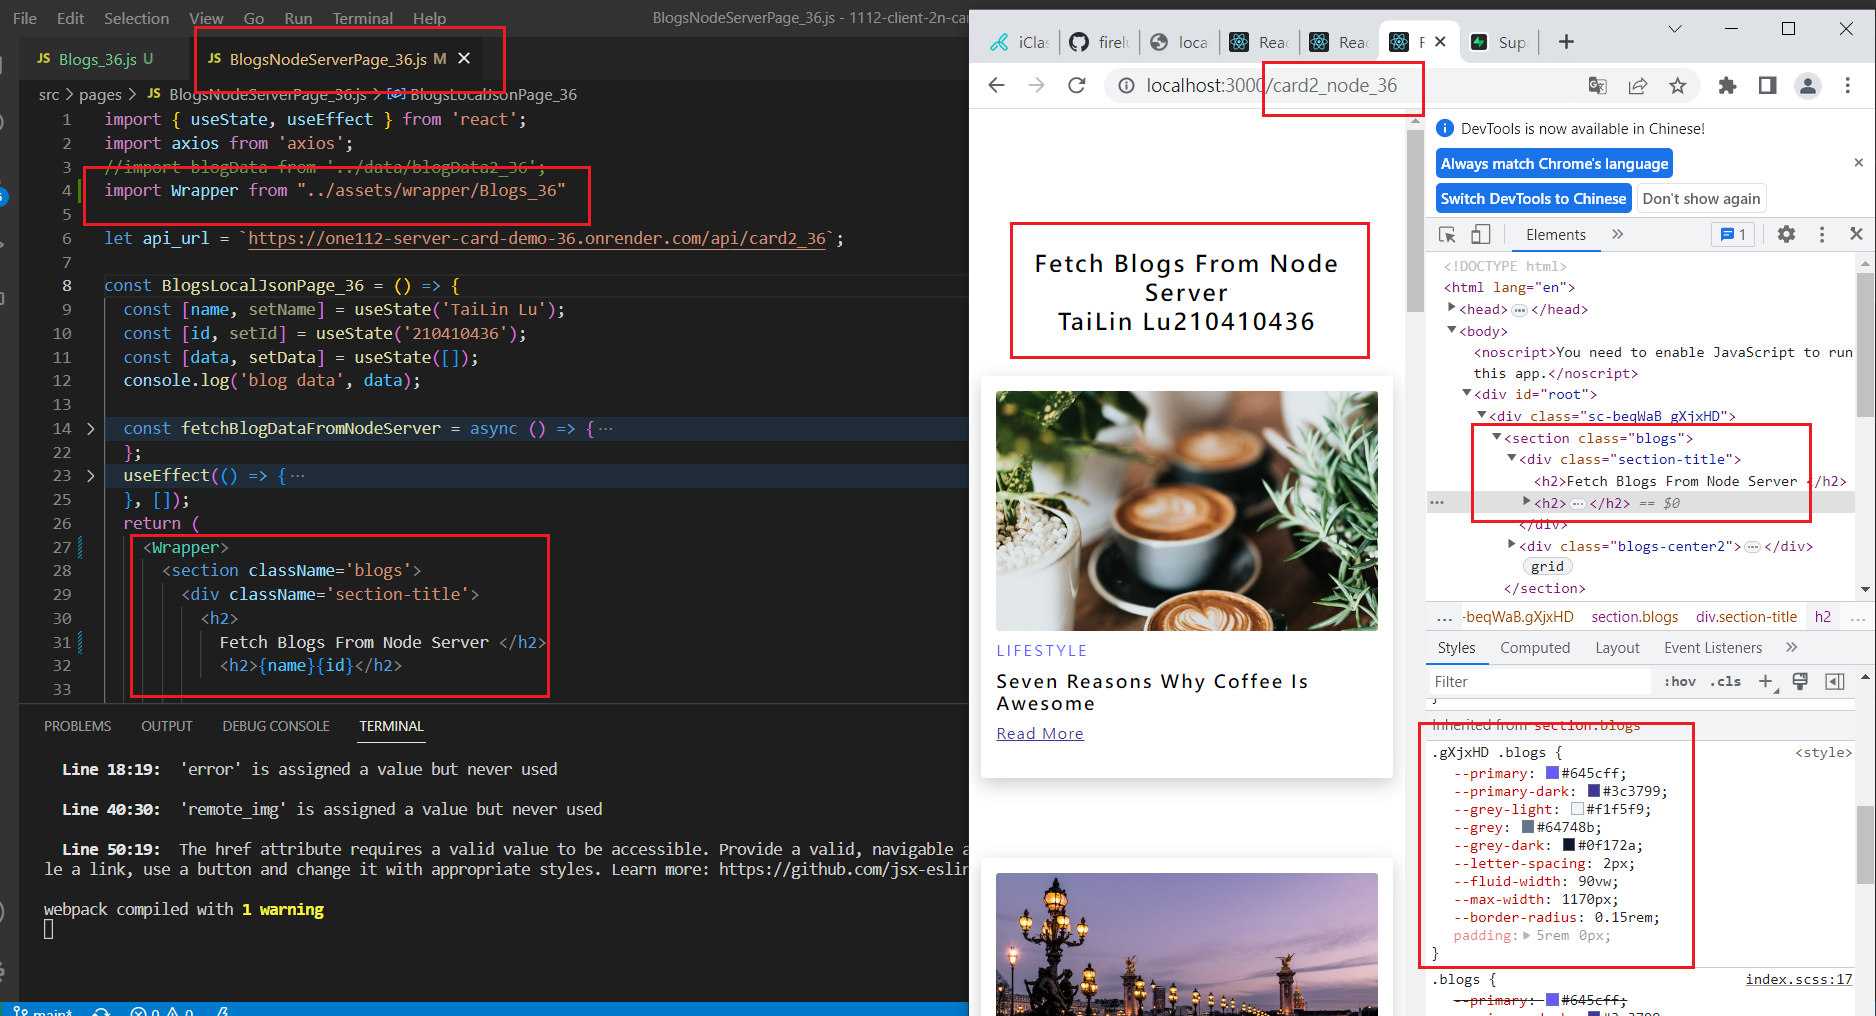 File Edit Selection View Go Run Terminal Help
BlogsNodeServerPage_36.js - 1112-client-2n-car
JS Blogs_36.js U
JS BlogsNodeServerPage_36.js M
src > pages > JS BlogsNodeServerPage_36.js > BlogsLocalJsonPage_36
1 import { useState, useEffect } from 'react';
2 import axios from 'axios';
3 //import blogData from '../data/blogData2_36';
4 import Wrapper from "../assets/wrapper/Blogs_36"
5
6 let api_url = `https://one112-server-card-demo-36.onrender.com/api/card2_36`;
7
8 const BlogsLocalJsonPage_36 = () => {
9 const [name, setName] = useState('TaiLin Lu');
10 const [id, setId] = useState('210410436');
11 const [data, setData] = useState([]);
12 console.log('blog data', data);
13
14 const fetchBlogDataFromNodeServer = async () => {···
22 };
23 useEffect(() => {···
25 }, []);
26 return (
27 <Wrapper>
28 <section className='blogs'>
29 <div className='section-title'>
30 <h2>
31 Fetch Blogs From Node Server </h2>
32 <h2>{name}{id}</h2>
33
PROBLEMS OUTPUT DEBUG CONSOLE TERMINAL
Line 18:19: 'error' is assigned a value but never used
Line 40:30: 'remote_img' is assigned a value but never used
Line 50:19: The href attribute requires a valid value to be accessible. Provide a valid, navigable a
le a link, use a button and change it with appropriate styles. Learn more: https://github.com/jsx-eslin
webpack compiled with 1 warning
main* 0 0
iClas firelu loca Reac Reac Supa
localhost:3000/card2_node_36
Fetch Blogs From Node
Server
TaiLin Lu210410436
LIFESTYLE
Seven Reasons Why Coffee Is
Awesome
Read More
DevTools is now available in Chinese!
Always match Chrome's language
Switch DevTools to Chinese Don't show again
Elements » 1
<!DOCTYPE html>
<html lang="en">
<head> ··· </head>
<body>
<noscript>You need to enable JavaScript to run
this app.</noscript>
<div id="root">
<div class="sc-beqWaB gXjxHD">
<section class="blogs">
<div class="section-title">
<h2>Fetch Blogs From Node Server </h2>
··· <h2> ··· </h2> == $0
</div>
<div class="blogs-center2"> ··· </div>
grid
</section>
... -beqWaB.gXjxHD section.blogs div.section-title h2 ...
Styles Computed Layout Event Listeners »
Filter :hov .cls +
}
Inherited from section.blogs
.gXjxHD .blogs { <style>
--primary: #645cff;
--primary-dark: #3c3799;
--grey-light: #f1f5f9;
--grey: #64748b;
--grey-dark: #0f172a;
--letter-spacing: 2px;
--fluid-width: 90vw;
--max-width: 1170px;
--border-radius: 0.15rem;
padding: 5rem 0px;
}
.blogs { index.scss:17
--primary: #645cff;